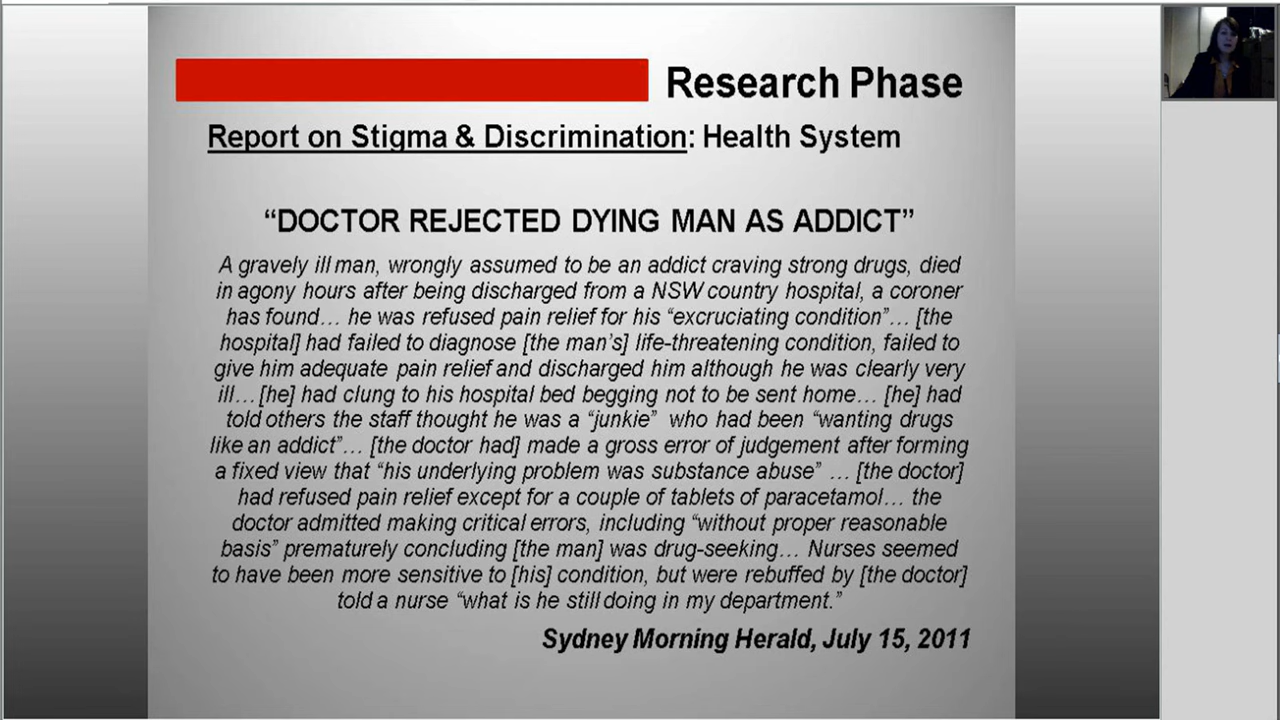 Research Phase
Report on Stigma & Discrimination: Health System
“DOCTOR REJECTED DYING MAN AS ADDICT”
A gravely ill man, wrongly assumed to be an addict craving strong drugs, died
in agony hours after being discharged from a NSW country hospital, a coroner
has found… he was refused pain relief for his “excruciating condition”… [the
hospital] had failed to diagnose [the man’s] life-threatening condition, failed to
give him adequate pain relief and discharged him although he was clearly very
ill… [he] had clung to his hospital bed begging not to be sent home… [he] had
told others the staff thought he was a “junkie” who had been “wanting drugs
like an addict”… [the doctor had] made a gross error of judgement after forming
a fixed view that “his underlying problem was substance abuse” … [the doctor]
had refused pain relief except for a couple of tablets of paracetamol… the
doctor admitted making critical errors, including “without proper reasonable
basis” prematurely concluding [the man] was drug-seeking… Nurses seemed
to have been more sensitive to [his] condition, but were rebuffed by [the doctor]
told a nurse “what is he still doing in my department.”
Sydney Morning Herald, July 15, 2011